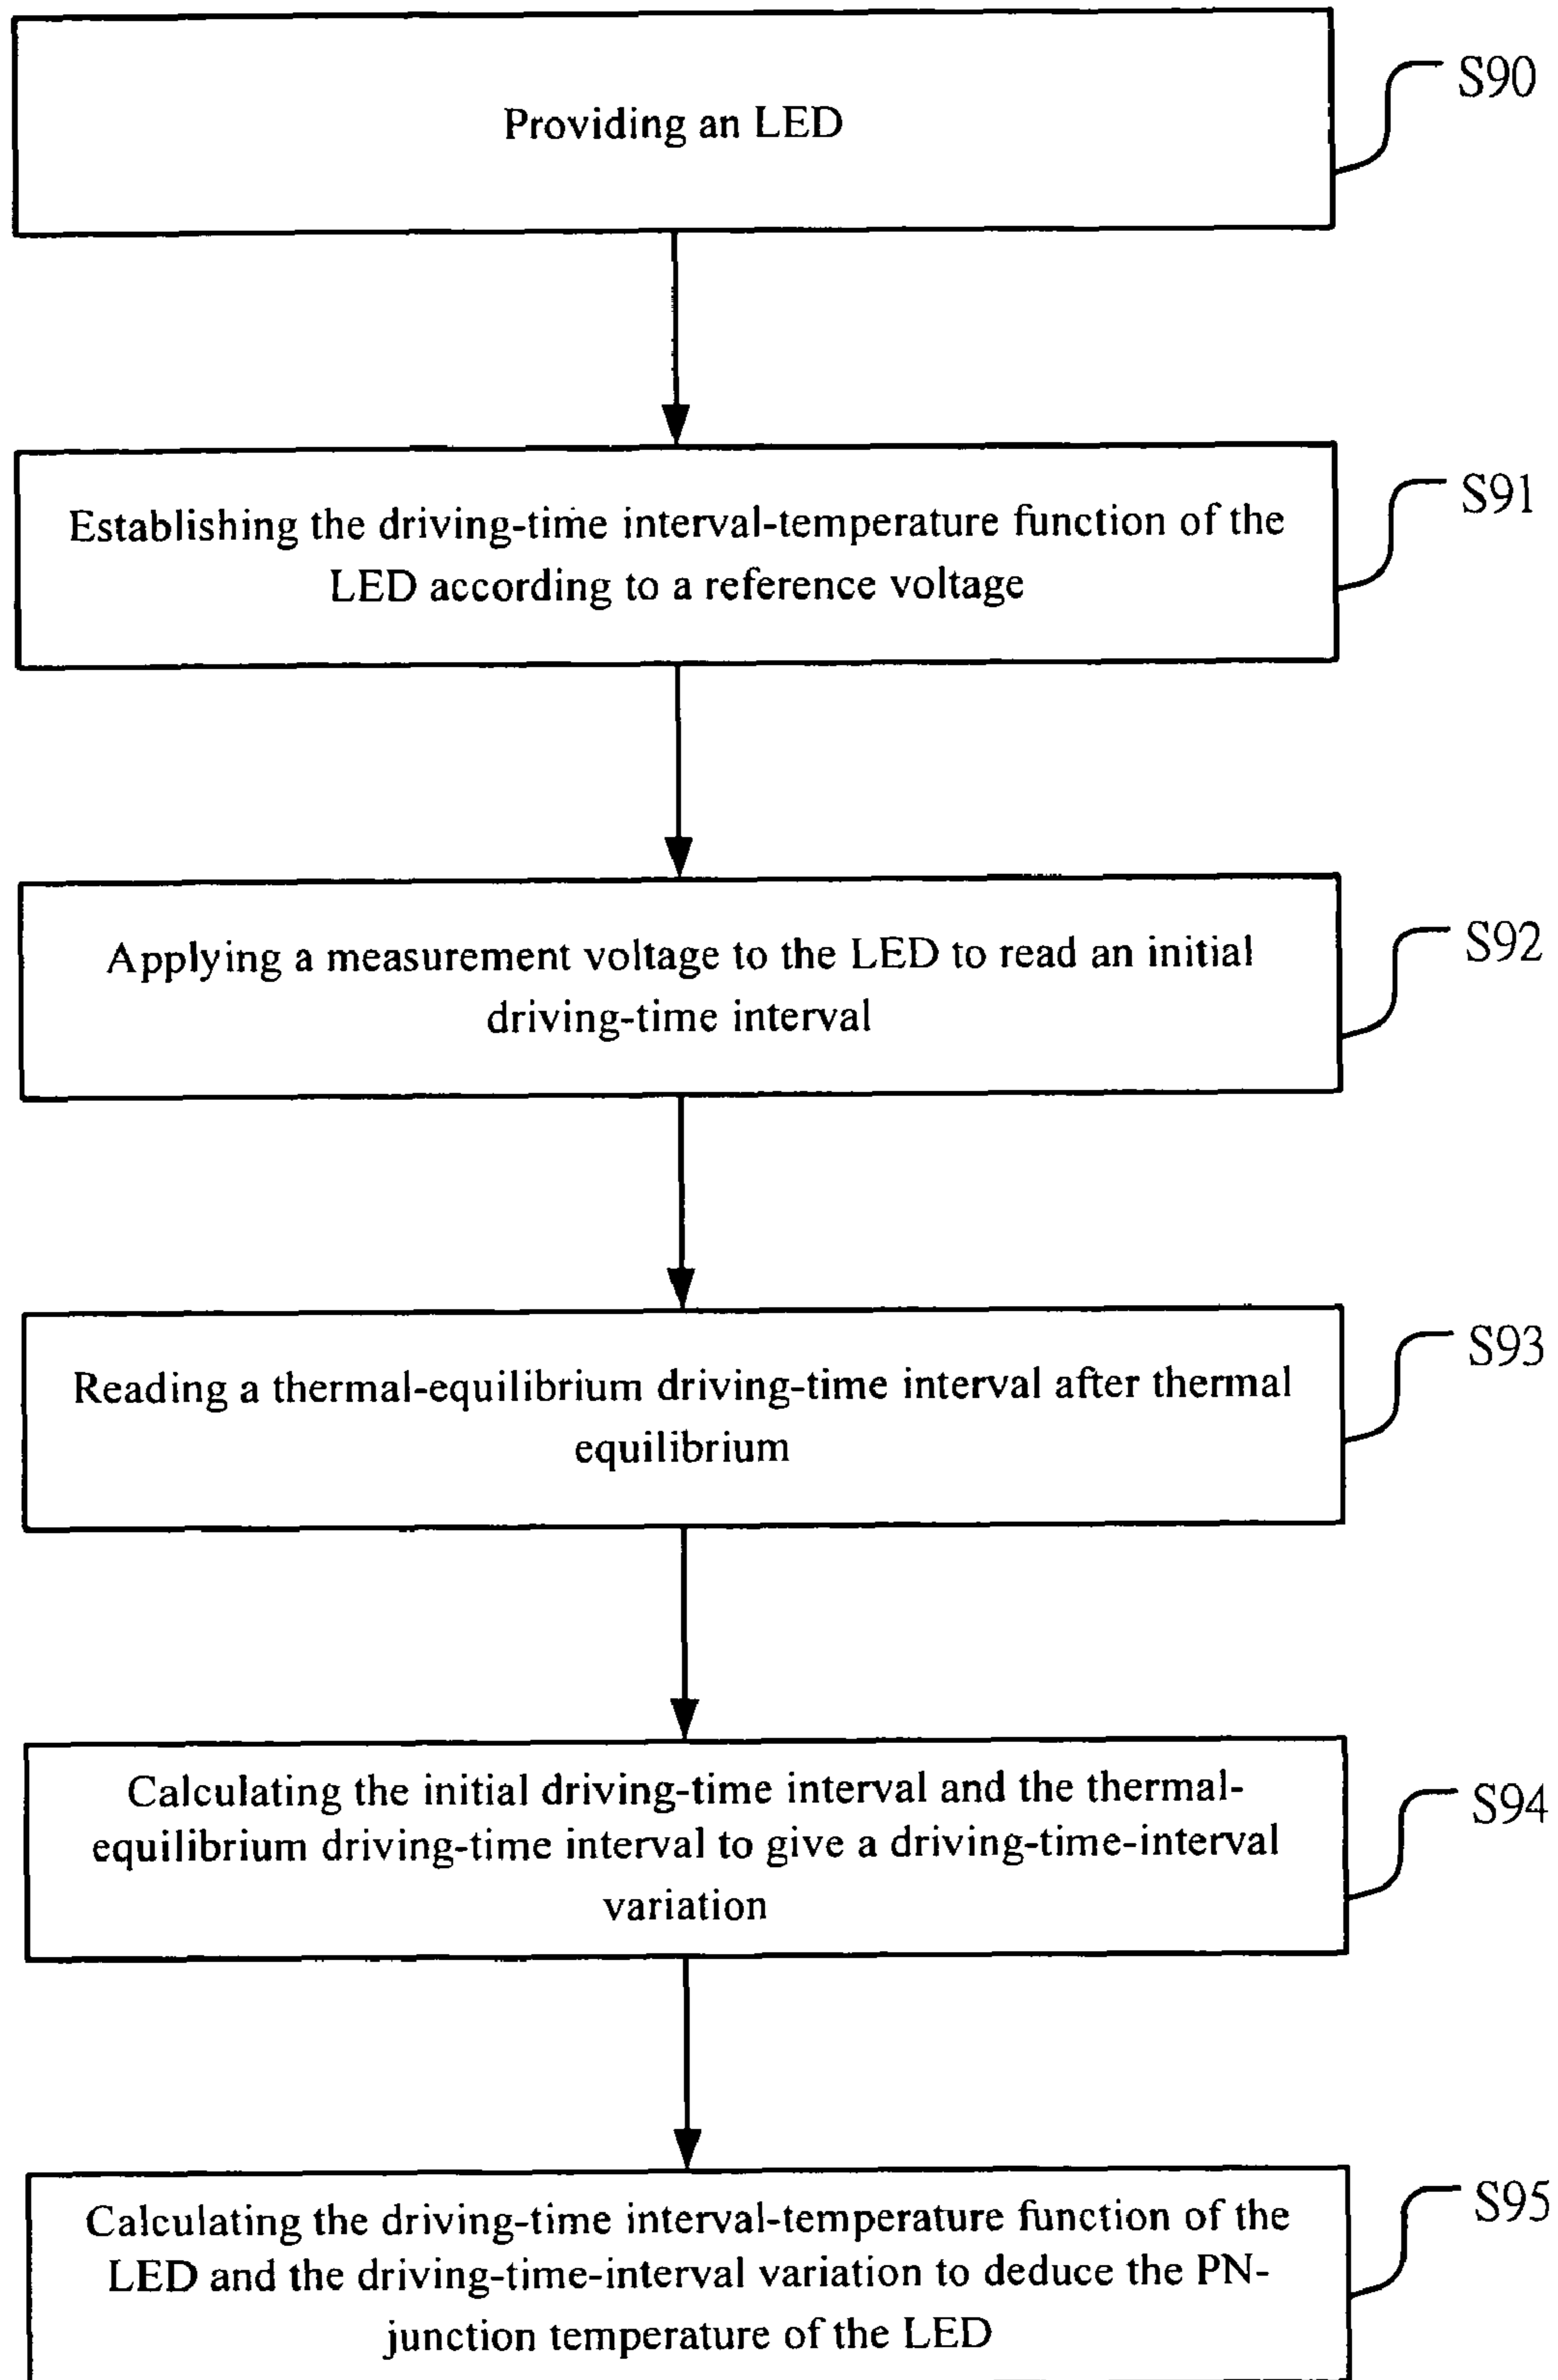 Providing an LED
S90
Establishing the driving-time interval-temperature function of the
LED according to a reference voltage
S91
Applying a measurement voltage to the LED to read an initial
driving-time interval
S92
Reading a thermal-equilibrium driving-time interval after thermal
equilibrium
S93
Calculating the initial driving-time interval and the thermal-
equilibrium driving-time interval to give a driving-time-interval
variation
S94
Calculating the driving-time interval-temperature function of the
LED and the driving-time-interval variation to deduce the PN-
junction temperature of the LED
S95